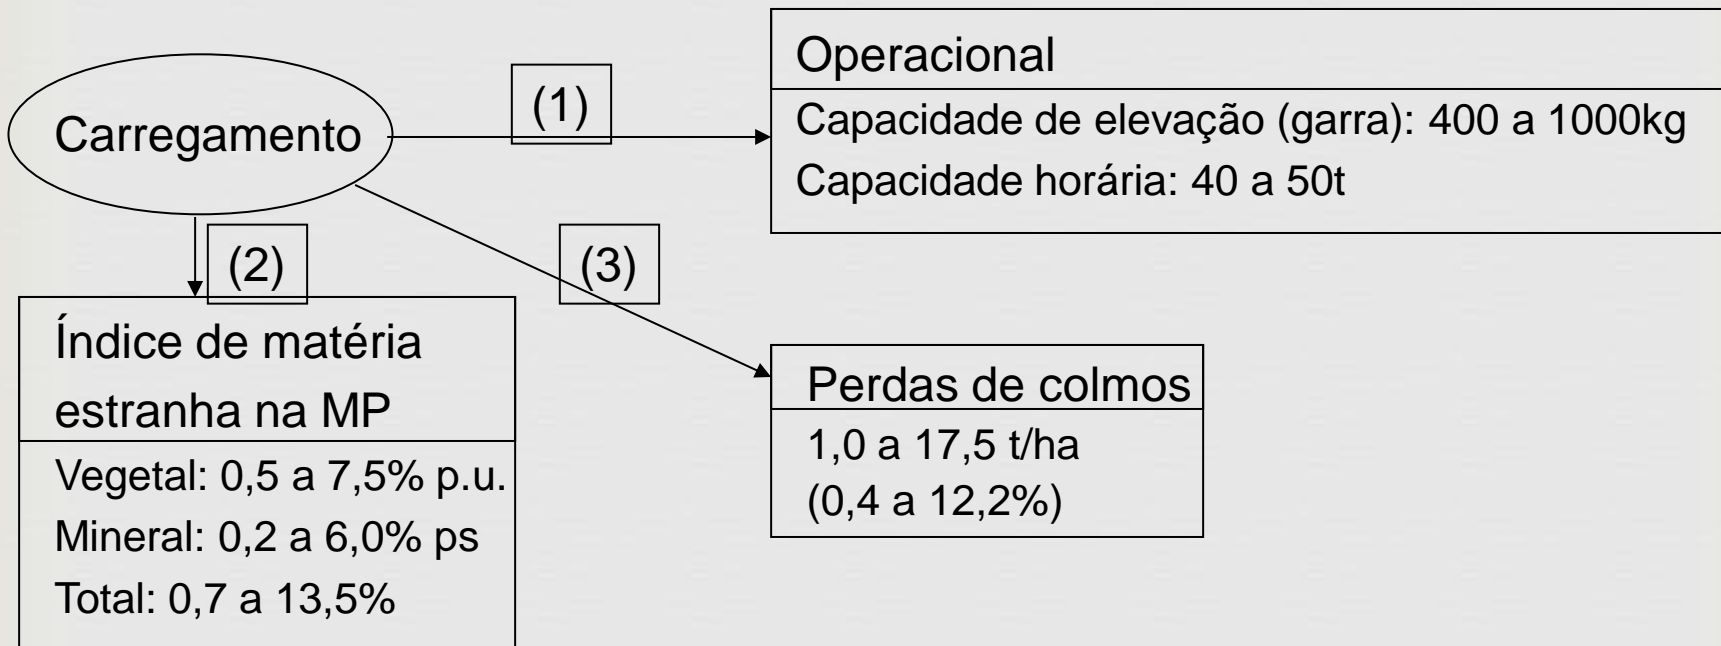 Carregamento
(1)
Operacional
Capacidade de elevação (garra): 400 a 1000kg
Capacidade horária: 40 a 50t
(2)
Índice de matéria
estranha na MP
Vegetal: 0,5 a 7,5% p.u.
Mineral: 0,2 a 6,0% ps
Total: 0,7 a 13,5%
(3)
Perdas de colmos
1,0 a 17,5 t/ha
(0,4 a 12,2%)